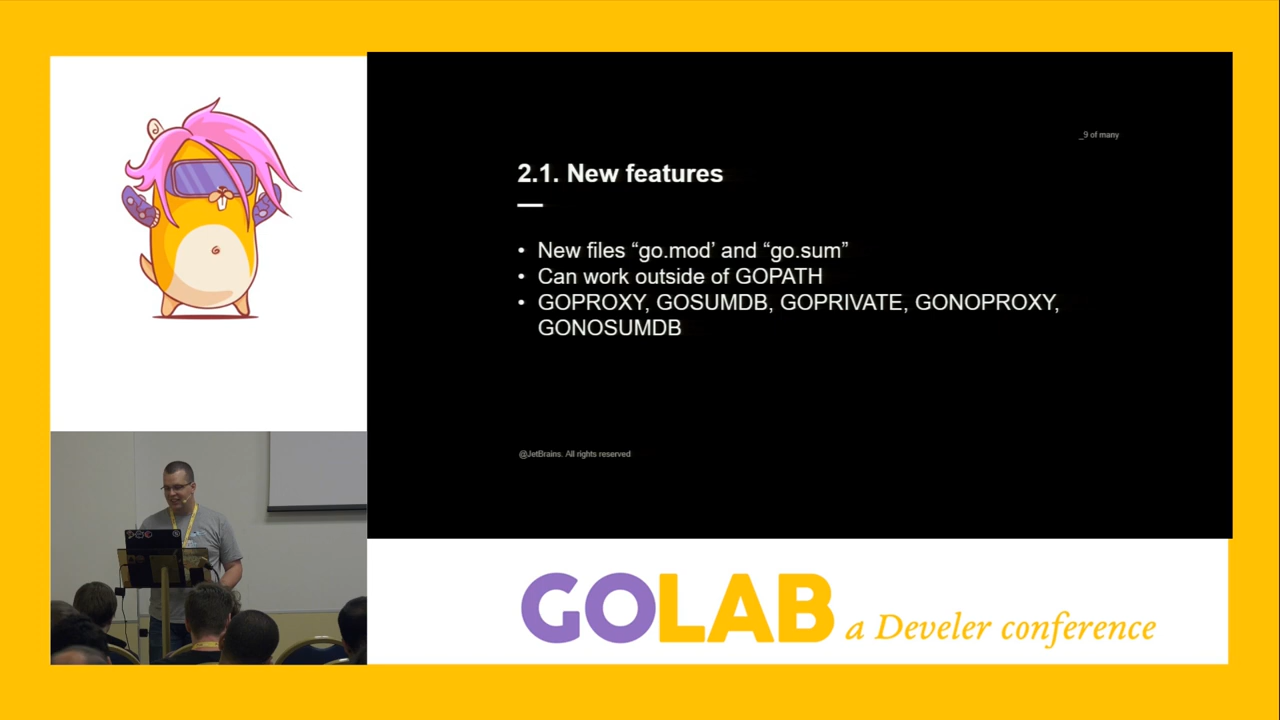 _9 of many
2.1. New features
• New files “go.mod’ and “go.sum”
• Can work outside of GOPATH
• GOPROXY, GOSUMDB, GOPRIVATE, GONOPROXY,
GONOSUMDB
@JetBrains. All rights reserved
GOLAB a Develer conference